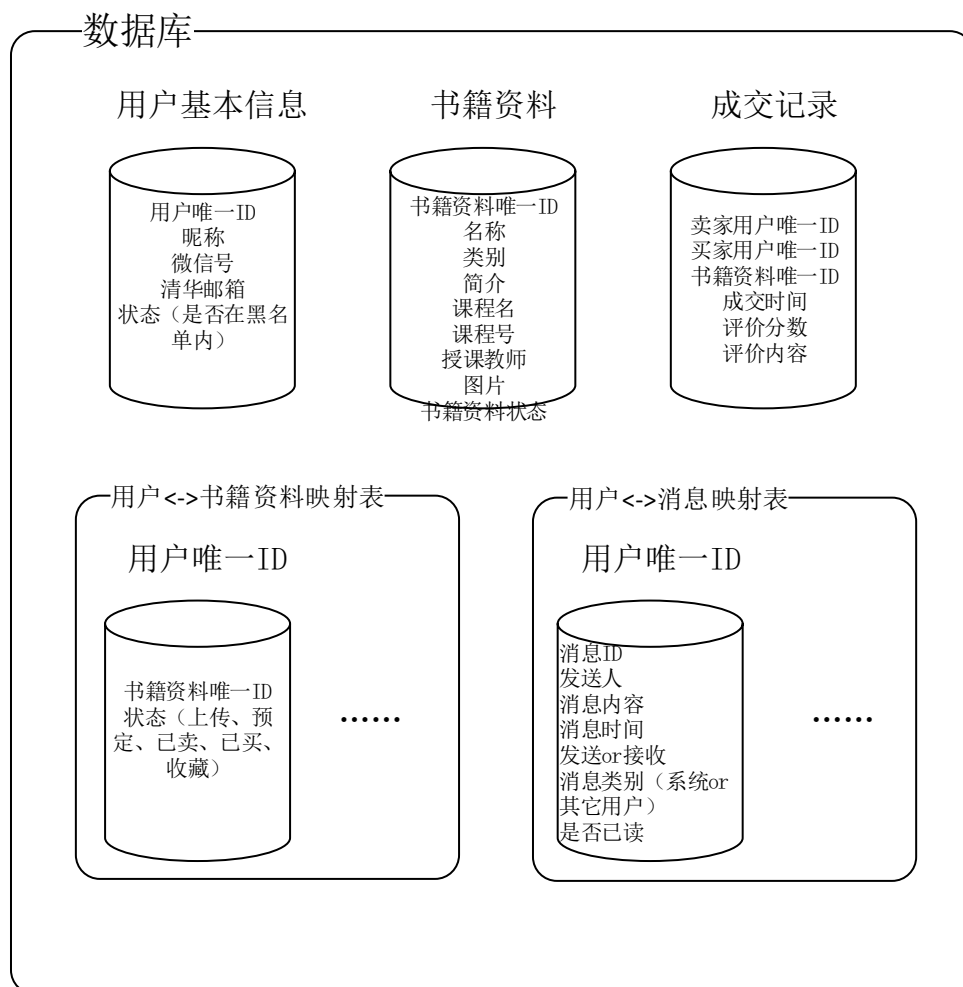 数据库
用户基本信息
用户唯一ID
昵称
微信号
清华邮箱
状态（是否在黑名
单内）
书籍资料
书籍资料唯一ID
名称
类别
简介
课程名
课程号
授课教师
图片
书籍资料状态
成交记录
卖家用户唯一ID
买家用户唯一ID
书籍资料唯一ID
成交时间
评价分数
评价内容
用户<->书籍资料映射表
用户唯一ID
书籍资料唯一ID
状态（上传、预
定、已卖、已买、
收藏）
……
用户<->消息映射表
用户唯一ID
消息ID
发送人
消息内容
消息时间
发送or接收
消息类别（系统or
其它用户）
是否已读
……